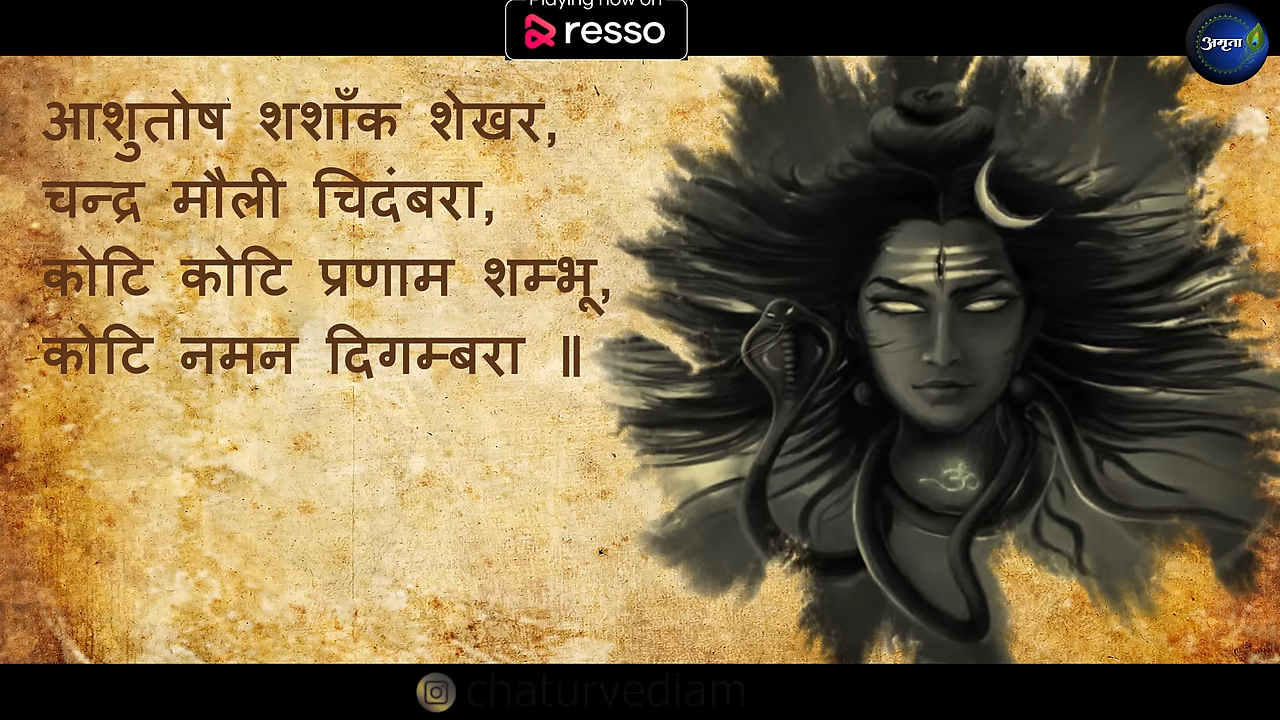 Playing now on
resso
अमृता
आशुतोष शशाँक शेखर,
चन्द्र मौली चिदंबरा,
कोटि कोटि प्रणाम शम्भू,
कोटि नमन दिगम्बरा ॥
ॐ
chaturvediam